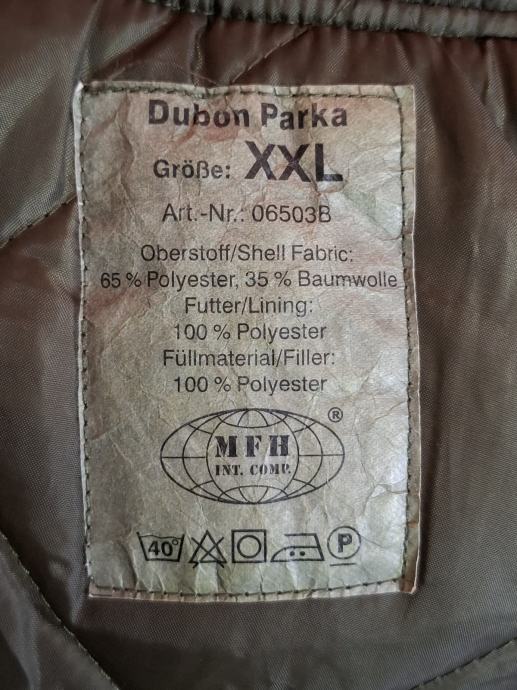 Dubon Parka
Größe: XXL
Art.-Nr.: 06503B
Oberstoff/Shell Fabric:
65 % Polyester, 35 % Baumwolle
Futter/Lining:
100 % Polyester
Füllmaterial/Filler:
100 % Polyester
®
MFH
INT. COMP.
40° P